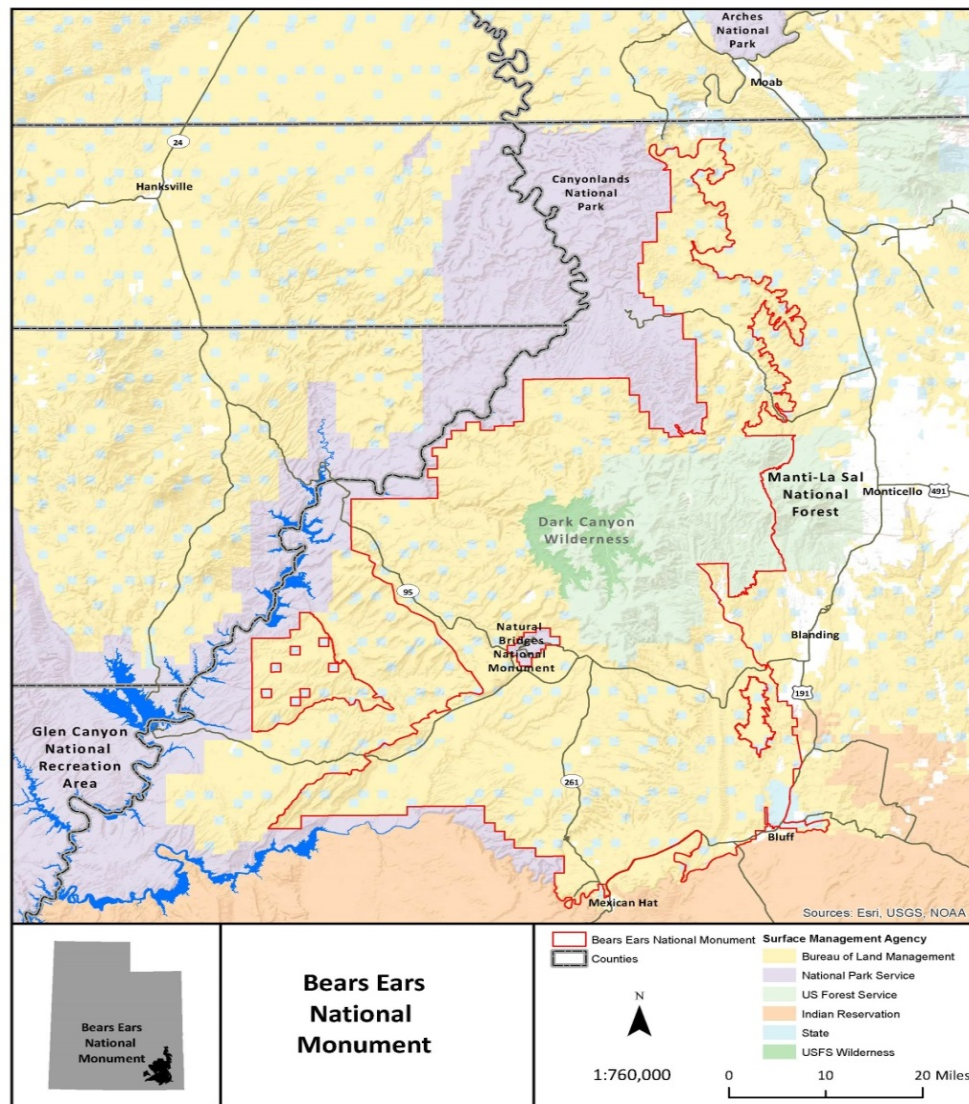 Arches
National
Park
Moab
24
Hanksville
Canyonlands
National
Park
Manti-La Sal
National
Forest
Monticello
491
Dark Canyon
Wilderness
95
Natural
Bridges
National
Monument
Blanding
191
Glen Canyon
National
Recreation
Area
261
Bluff
Mexican Hat
Sources: Esri, USGS, NOAA
Bears Ears
National
Monument
Bears Ears
National
Monument
Bears Ears National Monument
Counties
N
1:760,000
Surface Management Agency
Bureau of Land Management
National Park Service
US Forest Service
Indian Reservation
State
USFS Wilderness
0 10 20 Miles